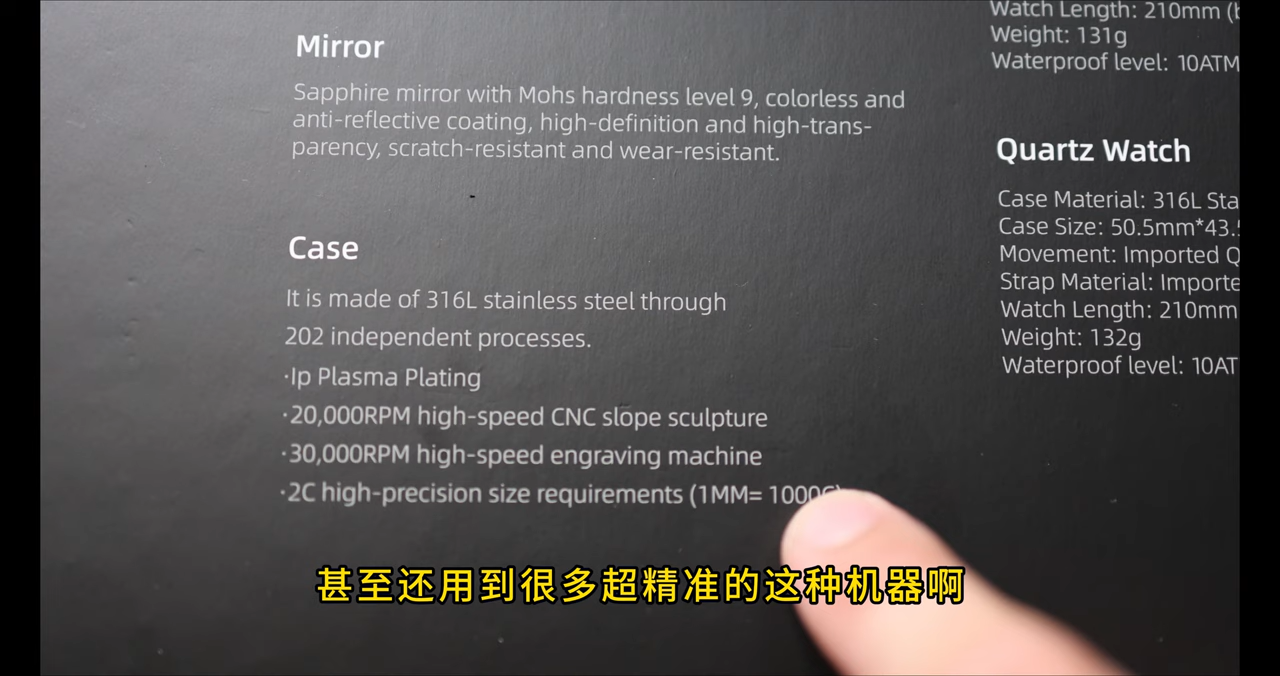 Mirror
Sapphire mirror with Mohs hardness level 9, colorless and
anti-reflective coating, high-definition and high-trans-
parency, scratch-resistant and wear-resistant.
Case
It is made of 316L stainless steel through
202 independent processes.
·Ip Plasma Plating
·20,000RPM high-speed CNC slope sculpture
·30,000RPM high-speed engraving machine
·2C high-precision size requirements (1MM= 1000C)
Watch Length: 210mm
Weight: 131g
Waterproof level: 10ATM
Quartz Watch
Case Material: 316L
Case Size: 50.5mm*43.
Movement: Imported
Strap Material:
Watch Length: 210mm
Weight: 132g
Waterproof level:
甚至还用到很多超精准的这种机器啊